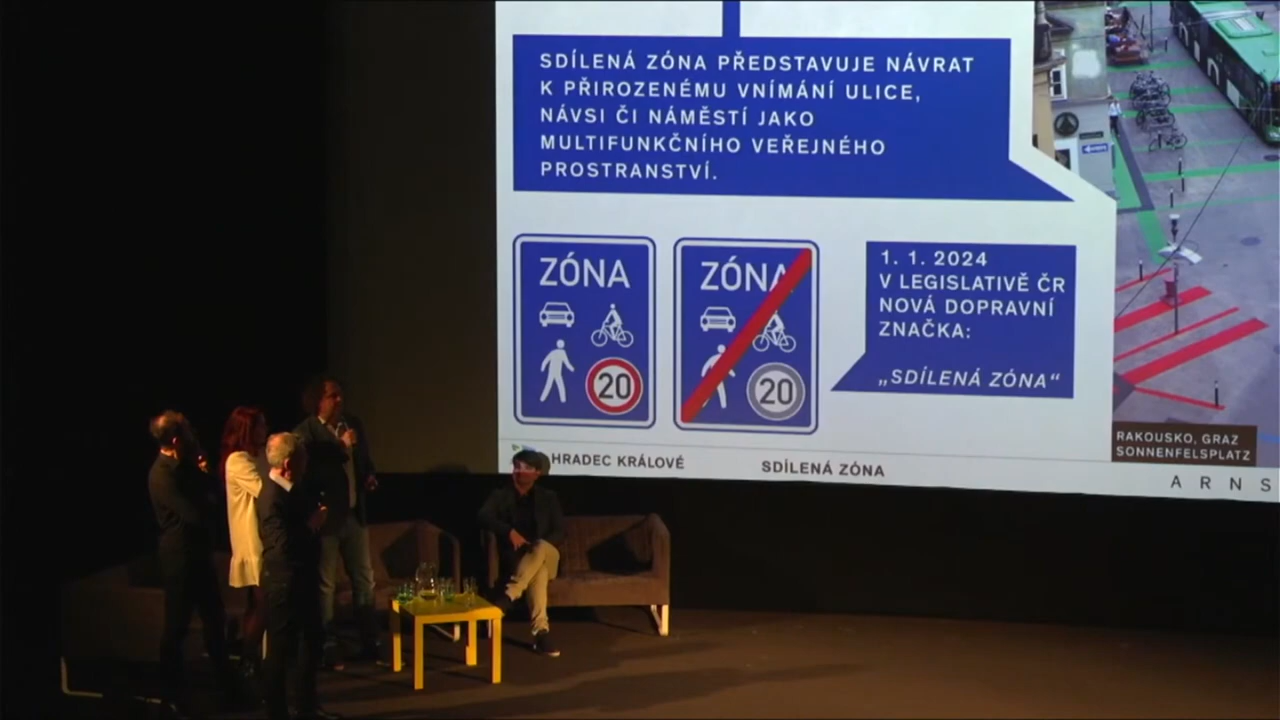 SDÍLENÁ ZÓNA PŘEDSTAVUJE NÁVRAT
K PŘIROZENÉMU VNÍMÁNÍ ULICE,
NÁVSI ČI NÁMĚSTÍ JAKO
MULTIFUNKČNÍHO VEŘEJNÉHO
PROSTRANSTVÍ.
ZÓNA
20
ZÓNA
20
1. 1. 2024
V LEGISLATIVĚ ČR
NOVÁ DOPRAVNÍ
ZNAČKA:
„SDÍLENÁ ZÓNA“
RAKOUSKO, GRAZ
SONNENFELSPLATZ
HRADEC KRÁLOVÉ
SDÍLENÁ ZÓNA
ARNS